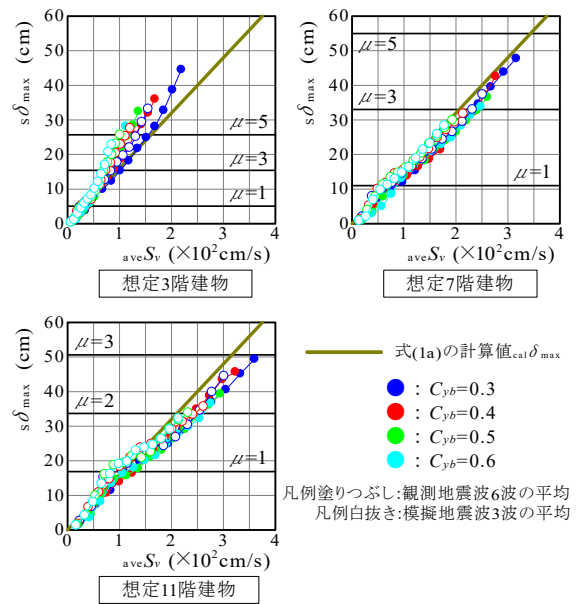 60
50
40
30
20
10
0
sδmax (cm)
μ=5
μ=3
μ=1
0 1 2 3 4
aveSv (×10²cm/s)
想定3階建物
60
50
40
30
20
10
0
sδmax (cm)
μ=5
μ=3
μ=1
0 1 2 3 4
aveSv (×10²cm/s)
想定7階建物
60
50
40
30
20
10
0
sδmax (cm)
μ=3
μ=2
μ=1
0 1 2 3 4
aveSv (×10²cm/s)
想定11階建物
式(1a)の計算値calδmax
: Cyb=0.3
: Cyb=0.4
: Cyb=0.5
: Cyb=0.6
凡例塗りつぶし:観測地震波6波の平均
凡例白抜き:模擬地震波3波の平均